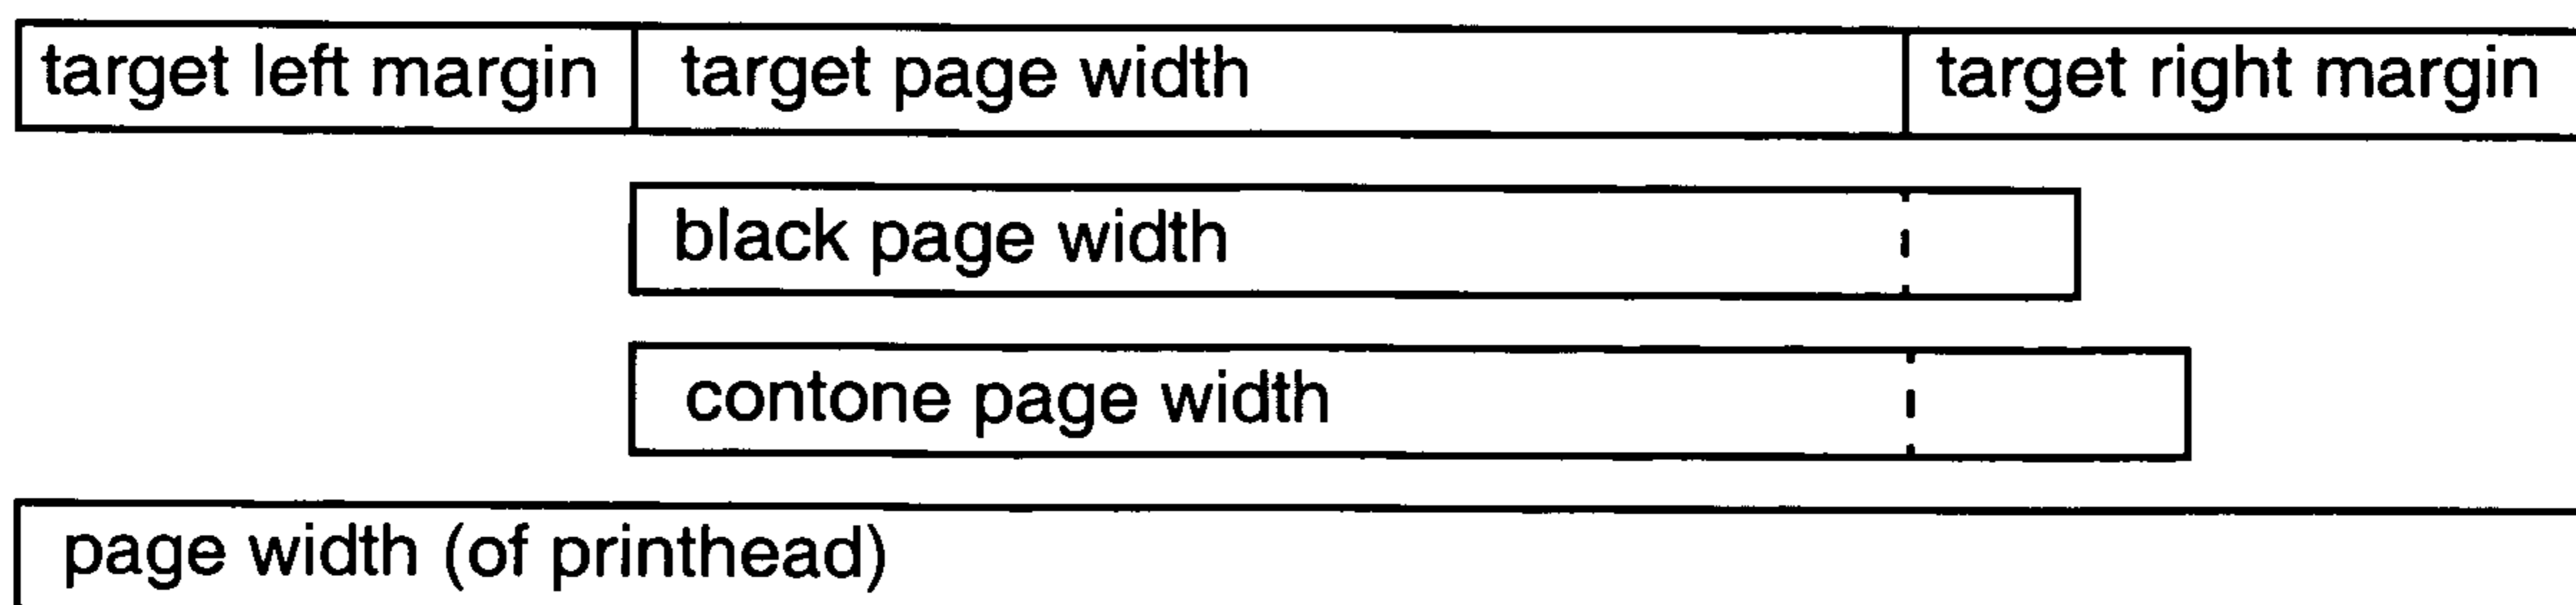 target left margin target page width target right margin
black page width
contone page width
page width (of printhead)